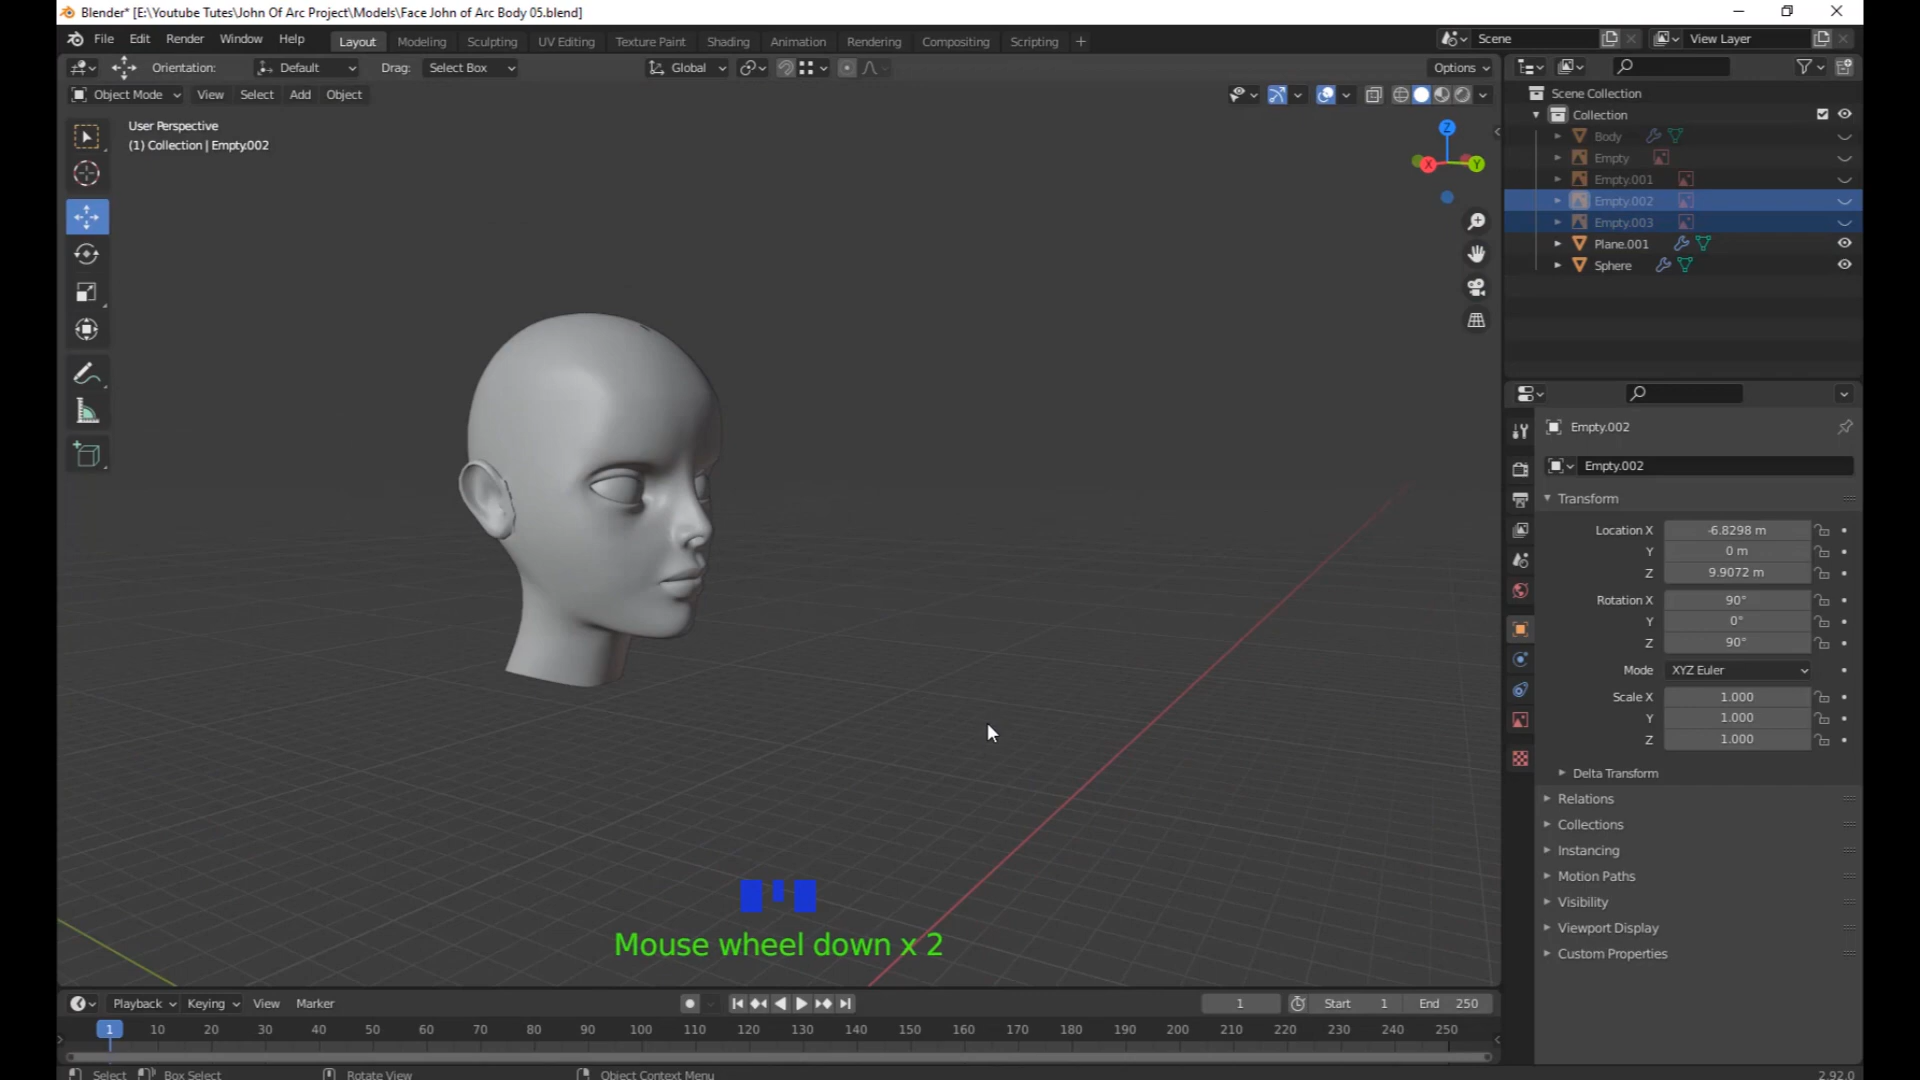 Blender* [E:\Youtube Tutes\John Of Arc Project\Models\Face John of Arc Body 05.blend]
File Edit Render Window Help Layout Modeling Sculpting UV Editing Texture Paint Shading Animation Rendering Compositing Scripting + Scene View Layer
Orientation: Default Drag: Select Box Global Options
Object Mode View Select Add Object
User Perspective
(1) Collection | Empty.002
Z
X
Y
Scene Collection
Collection
Body
Empty
Empty.001
Empty.002
Empty.003
Plane.001
Sphere
Empty.002
Empty.002
Transform
Location X -6.8298 m
Y 0 m
Z 9.9072 m
Rotation X 90°
Y 0°
Z 90°
Mode XYZ Euler
Scale X 1.000
Y 1.000
Z 1.000
Delta Transform
Relations
Collections
Instancing
Motion Paths
Visibility
Viewport Display
Custom Properties
Mouse wheel down x 2
Playback Keying View Marker 1 Start 1 End 250
1 10 20 30 40 50 60 70 80 90 100 110 120 130 140 150 160 170 180 190 200 210 220 230 240 250
Select Box Select Rotate View Object Context Menu 2.92.0